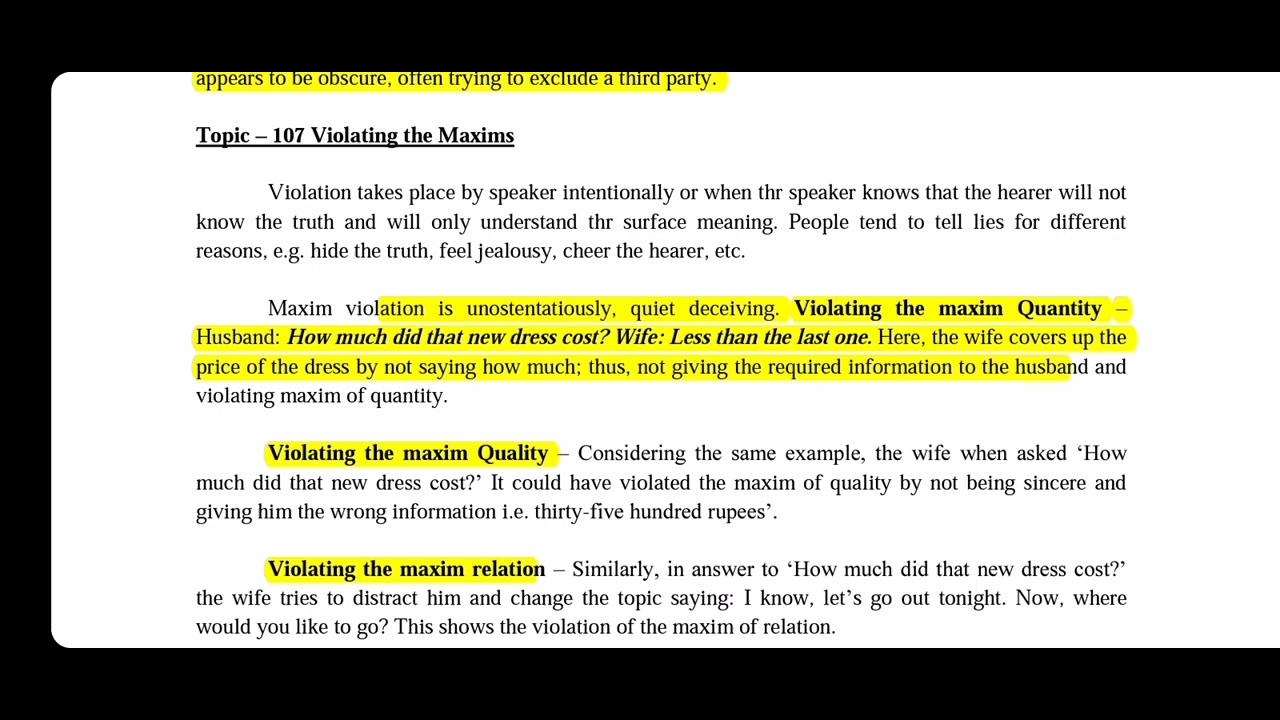 appears to be obscure, often trying to exclude a third party.
Topic – 107 Violating the Maxims
Violation takes place by speaker intentionally or when thr speaker knows that the hearer will not
know the truth and will only understand thr surface meaning. People tend to tell lies for different
reasons, e.g. hide the truth, feel jealousy, cheer the hearer, etc.
Maxim violation is unostentatiously, quiet deceiving. Violating the maxim Quantity –
Husband: How much did that new dress cost? Wife: Less than the last one. Here, the wife covers up the
price of the dress by not saying how much; thus, not giving the required information to the husband and
violating maxim of quantity.
Violating the maxim Quality – Considering the same example, the wife when asked ‘How
much did that new dress cost?’ It could have violated the maxim of quality by not being sincere and
giving him the wrong information i.e. thirty-five hundred rupees’.
Violating the maxim relation – Similarly, in answer to ‘How much did that new dress cost?’
the wife tries to distract him and change the topic saying: I know, let’s go out tonight. Now, where
would you like to go? This shows the violation of the maxim of relation.